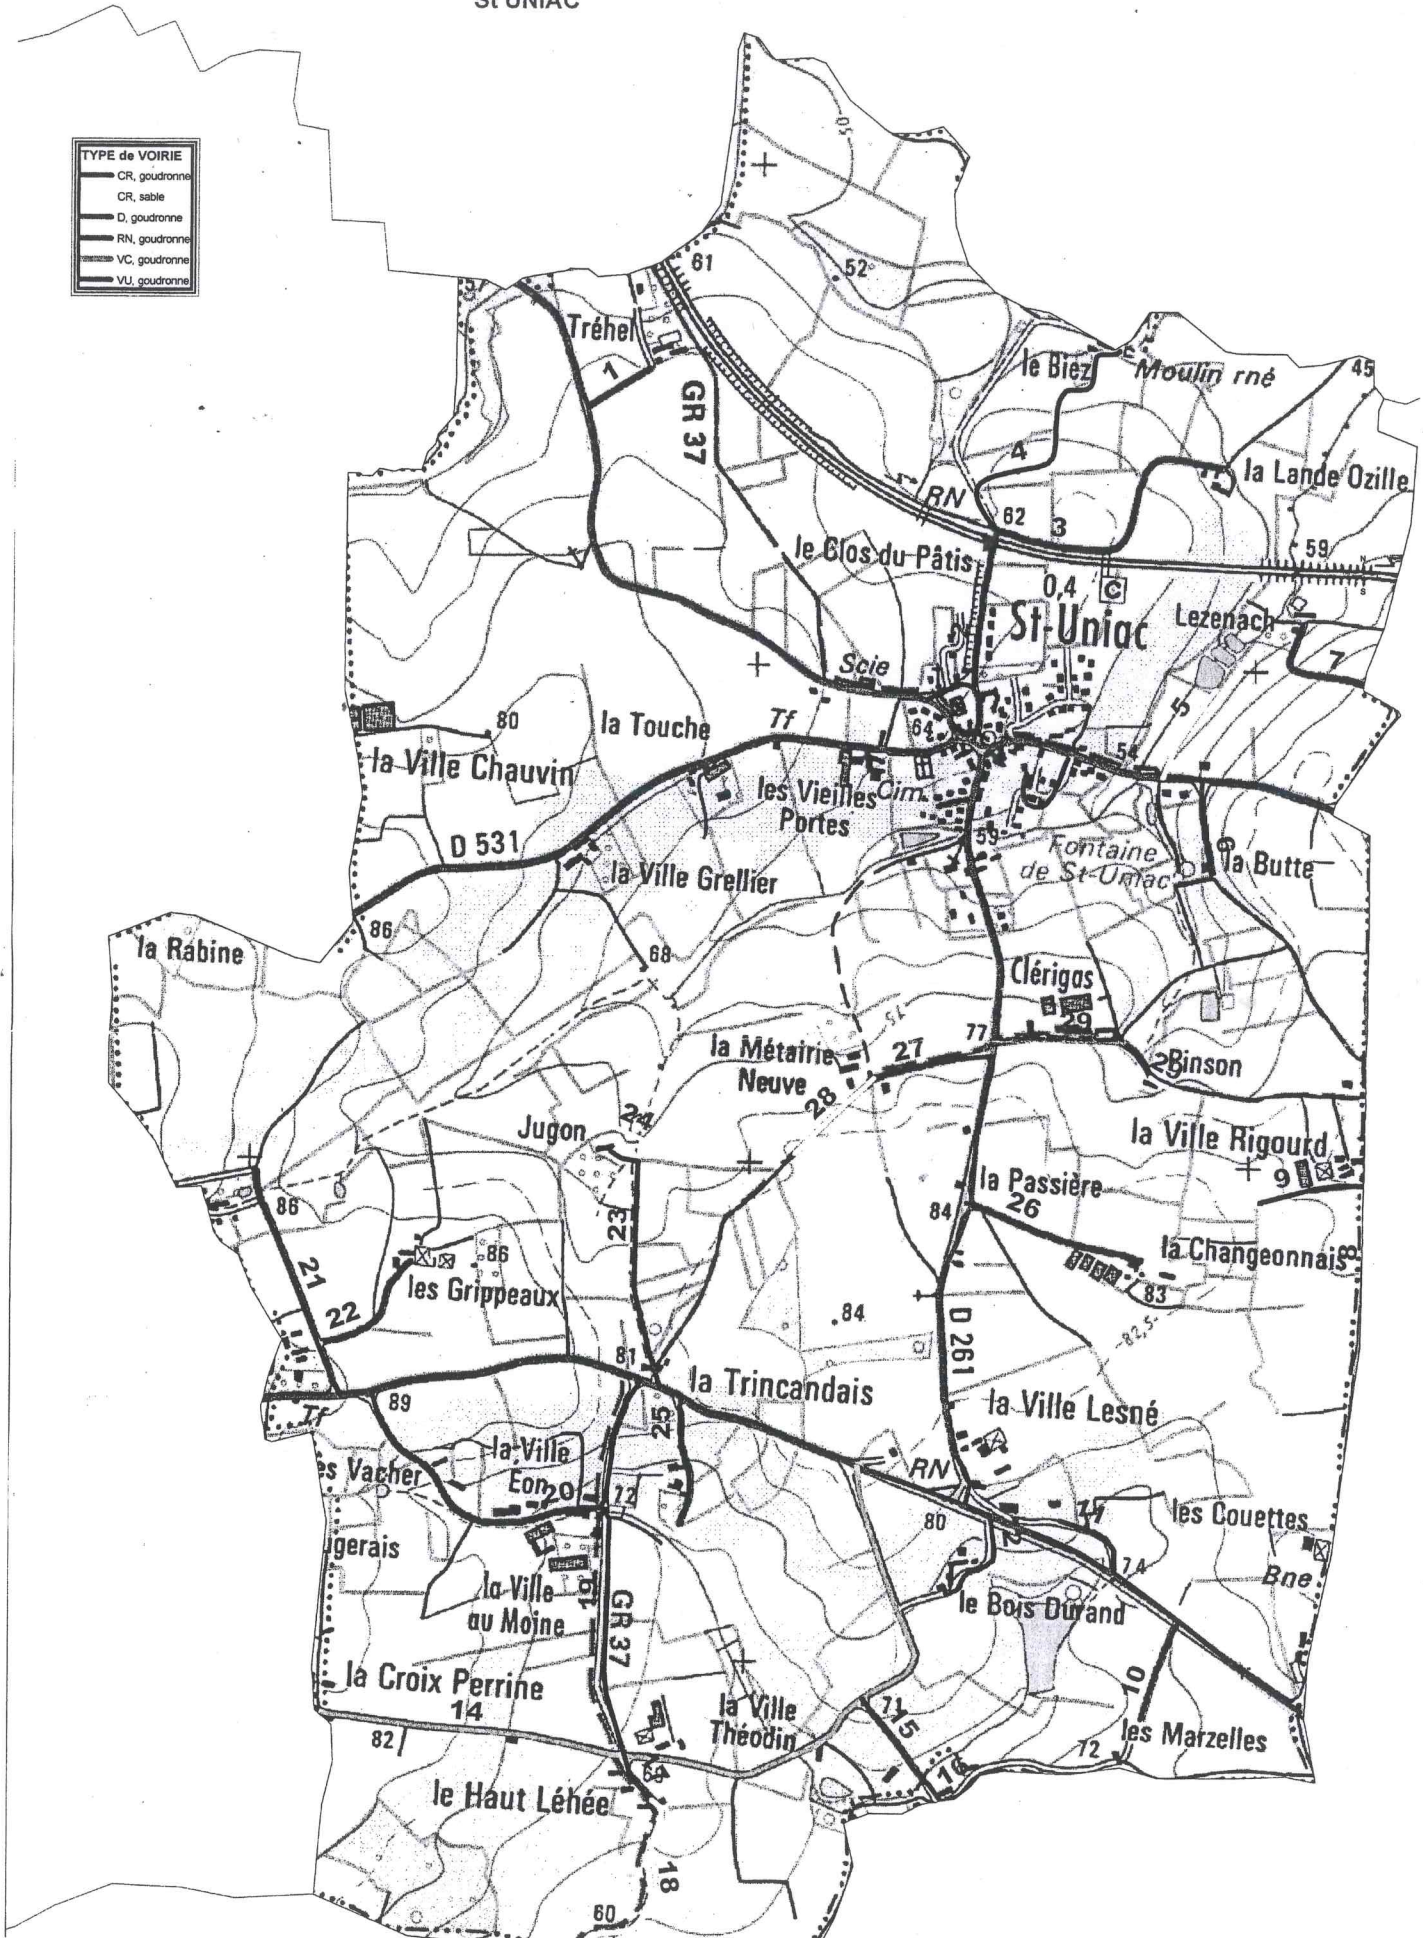 St UNIAC
TYPE de VOIRIE
CR, goudronne
CR, sable
D, goudronne
RN, goudronne
VC, goudronne
VU, goudronne
50
61
52
Tréhel
1
GR 37
le Biez
Moulin rné
45
4
la Lande Ozille
RN
62
3
59
le Clos du Pâtis
0,4
C
St-Uniac
Lezenach
7
Scie
5
80
la Touche
Tf
64
54
la Ville Chauvin
les Vieilles
Portes
Cim.
D 531
59
Fontaine
de St-Uniac
6
la Butte
la Ville Grellier
86
la Rabine
68
Clérigas
75
29
77
la Métairie
Neuve
27
Binson
28
24
Jugon
la Ville Rigourd
9
la Passière
26
86
23
84
la Changeonnais
8
86
21
les Grippeaux
83
22
84
82,5
D 261
81
la Trincandais
89
la Ville Lesné
Tf
25
la Ville
Éon
20
es Vacher
RN
72
80
les Couettes
igerais
74
Bne
la Ville
au Moine
19
GR 37
le Bois Durand
la Croix Perrine
14
10
la Ville
Théodin
71
15
82
les Marzelles
72
16
le Haut Léhée
18
60